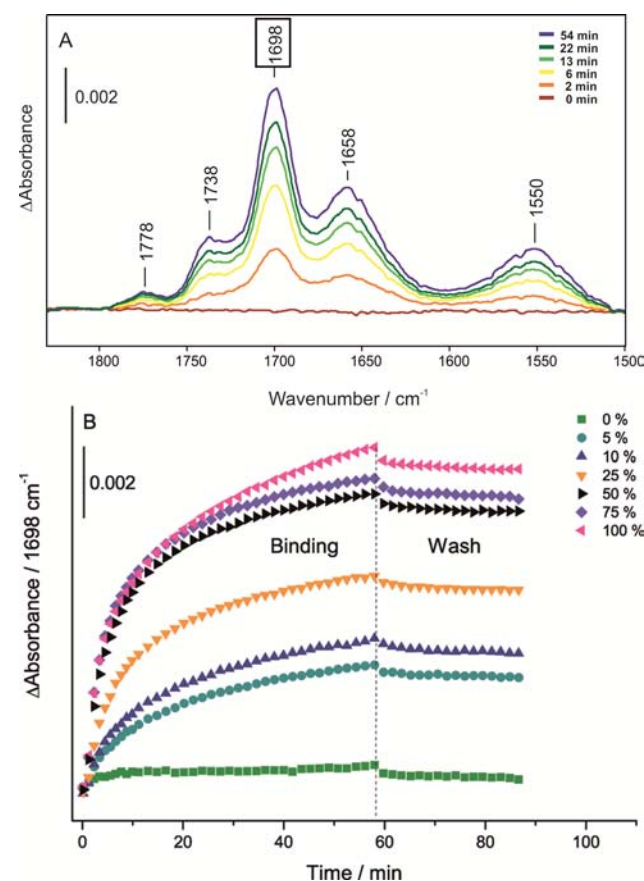 A
1698
54 min
22 min
13 min
6 min
2 min
0 min
0.002
1658
1738
1550
1778
ΔAbsorbance
1800 1750 1700 1650 1600 1550 1500
Wavenumber / cm-1
B
0 %
5 %
10 %
25 %
50 %
75 %
100 %
0.002
Binding Wash
ΔAbsorbance / 1698 cm-1
0 20 40 60 80 100
Time / min